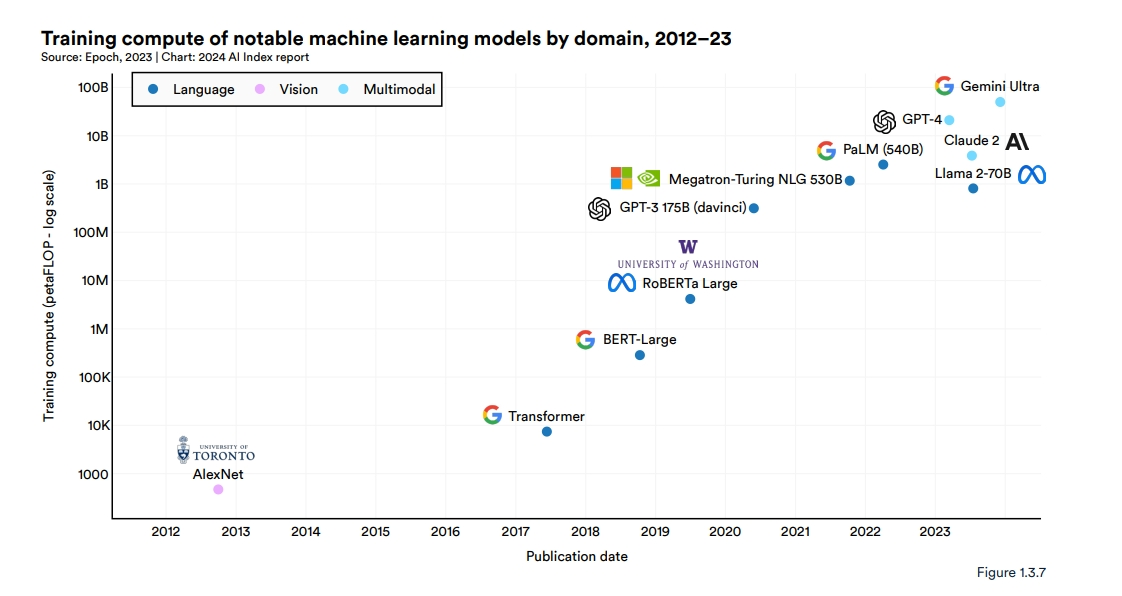 Training compute of notable machine learning models by domain, 2012–23
Source: Epoch, 2023 | Chart: 2024 AI Index report
Language Vision Multimodal
Training compute (petaFLOP - log scale)
100B
10B
1B
100M
10M
1M
100K
10K
1000
Gemini Ultra
GPT-4
Claude 2
PaLM (540B)
Llama 2-70B
Megatron-Turing NLG 530B
GPT-3 175B (davinci)
W
UNIVERSITY of WASHINGTON
RoBERTa Large
BERT-Large
Transformer
UNIVERSITY OF
TORONTO
AlexNet
2012 2013 2014 2015 2016 2017 2018 2019 2020 2021 2022 2023
Publication date
Figure 1.3.7